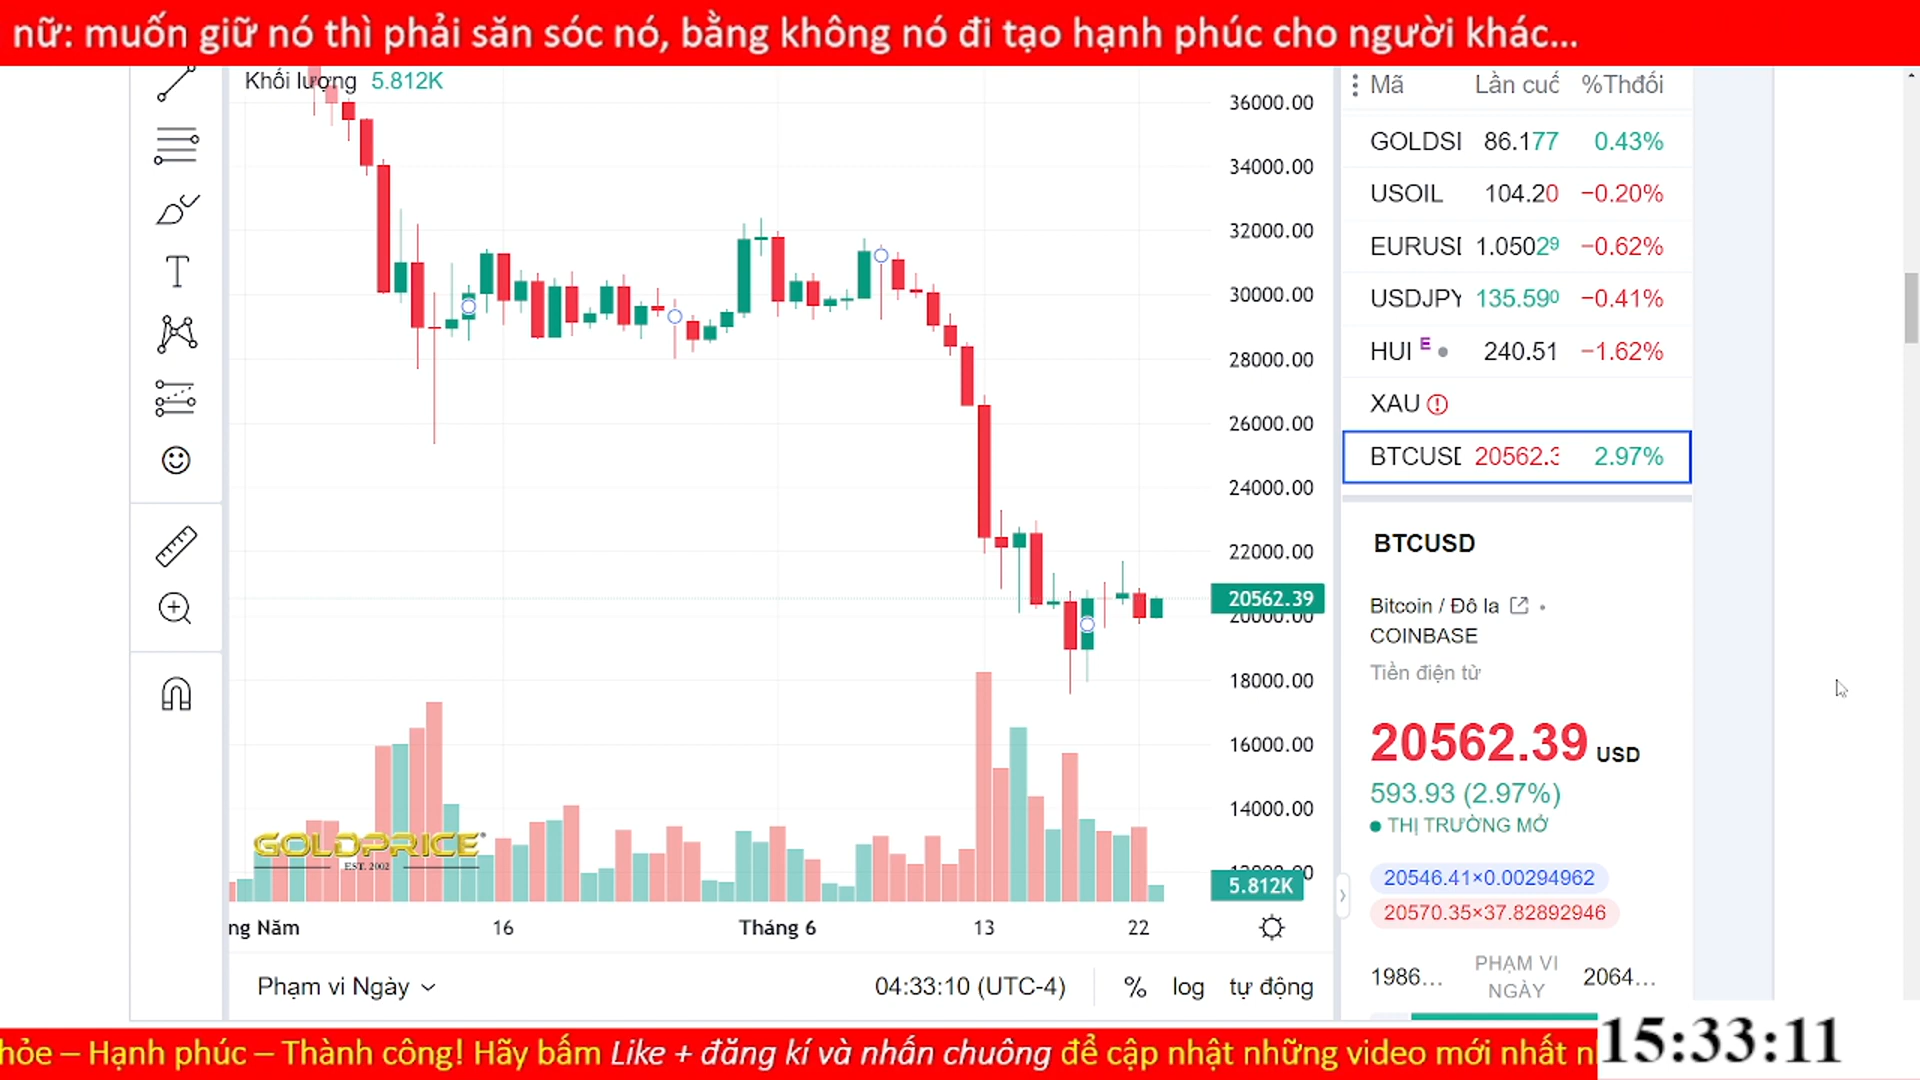 nữ: muốn giữ nó thì phải săn sóc nó, bằng không nó đi tạo hạnh phúc cho người khác...
Khối lượng 5.812K
36000.00
34000.00
32000.00
30000.00
28000.00
26000.00
24000.00
22000.00
20562.39
20000.00
18000.00
16000.00
14000.00
5.812K
GOLDPRICE
EST. 2002
ng Năm 16 Tháng 6 13 22
Phạm vi Ngày 04:33:10 (UTC-4) % log tự động
Mã Lần cuố %Thđổi
GOLDSI 86.177 0.43%
USOIL 104.20 −0.20%
EURUSI 1.05029 −0.62%
USDJPY 135.590 −0.41%
HUI E 240.51 −1.62%
XAU
BTCUSD 20562.3 2.97%
BTCUSD
Bitcoin / Đô la
COINBASE
Tiền điện tử
20562.39 USD
593.93 (2.97%)
THỊ TRƯỜNG MỞ
20546.41×0.00294962
20570.35×37.82892946
1986... PHẠM VI NGÀY 2064...
hỏe – Hạnh phúc – Thành công! Hãy bấm Like + đăng kí và nhấn chuông để cập nhật những video mới nhất n
15:33:11